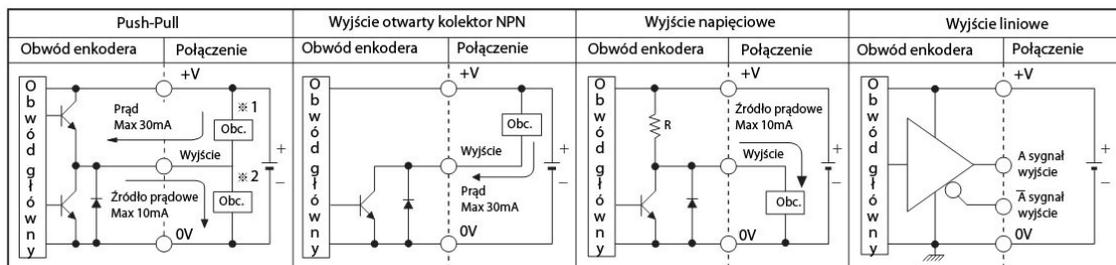 Push-Pull
Obwód enkodera
Połączenie
Obwód główny
+V
Prąd
Max 30mA
※ 1
Obc.
Wyjście
※ 2
Źródło prądowe
Max 10mA
Obc.
0V
+
−
Wyjście otwarty kolektor NPN
Obwód enkodera
Połączenie
Obwód główny
+V
Obc.
Wyjście
Prąd
Max 30mA
0V
+
−
Wyjście napięciowe
Obwód enkodera
Połączenie
Obwód główny
+V
R
Źródło prądowe
Max 10mA
Wyjście
Obc.
0V
+
−
Wyjście liniowe
Obwód enkodera
Połączenie
Obwód główny
+V
A sygnał
wyjście
A̅ sygnał
wyjście
0V
+
−